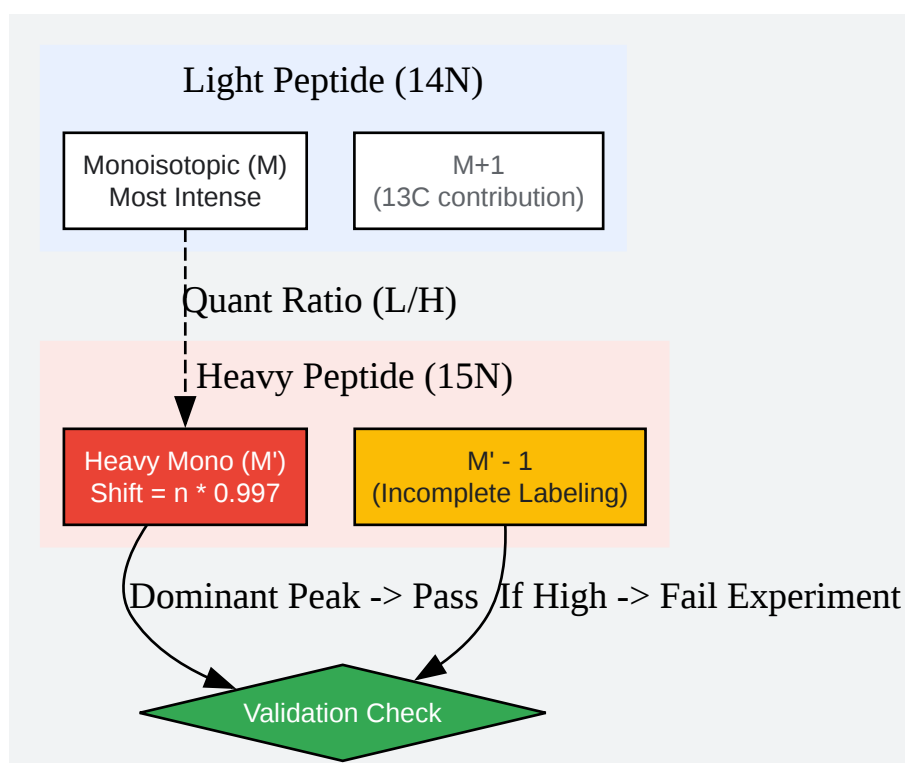 Light Peptide (14N)
Monoisotopic (M)
Most Intense
M+1
(13C contribution)
Quant Ratio (L/H)
Heavy Peptide (15N)
Heavy Mono (M')
Shift = n * 0.997
M' - 1
(Incomplete Labeling)
Dominant Peak -> Pass
If High -> Fail Experiment
Validation Check